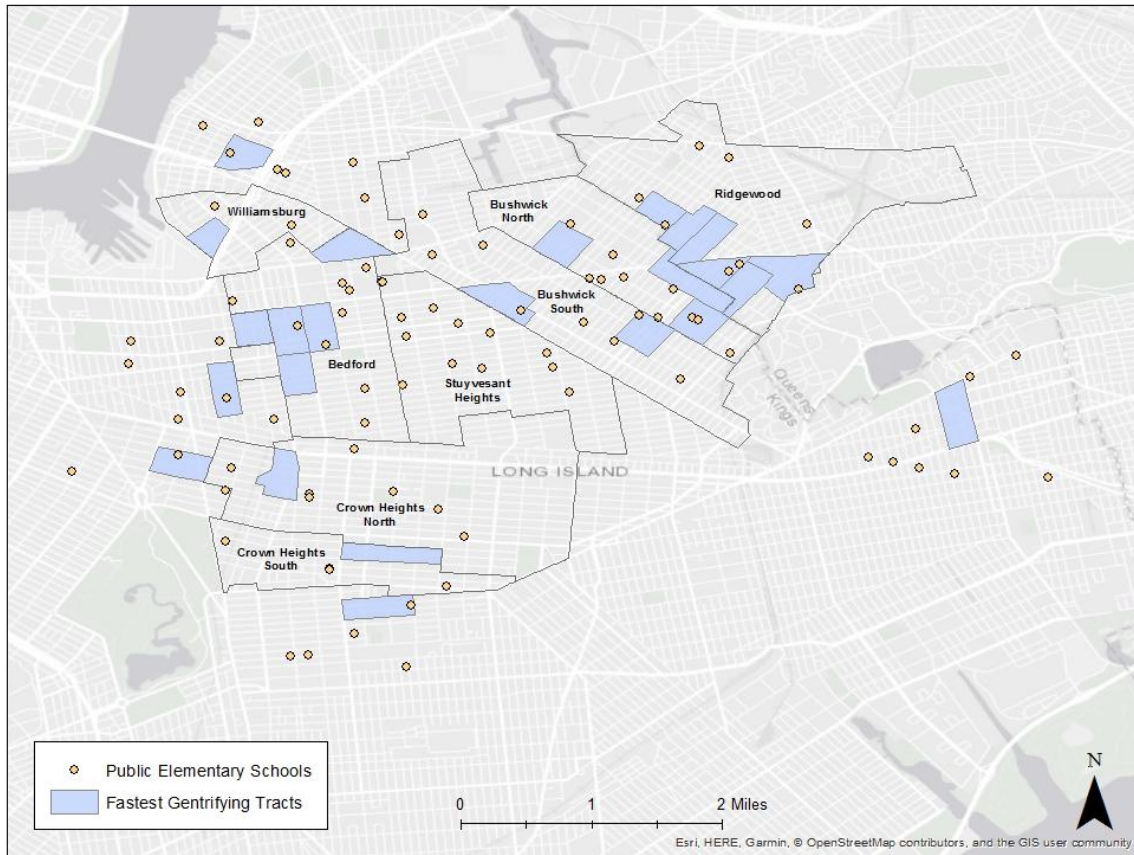 Ridgewood
Bushwick
North
Williamsburg
Bushwick
South
Bedford
Stuyvesant
Heights
Queens
Kings
LONG ISLAND
Crown Heights
North
Crown Heights
South
Public Elementary Schools
Fastest Gentrifying Tracts
0 1 2 Miles
N
Esri, HERE, Garmin, © OpenStreetMap contributors, and the GIS user community